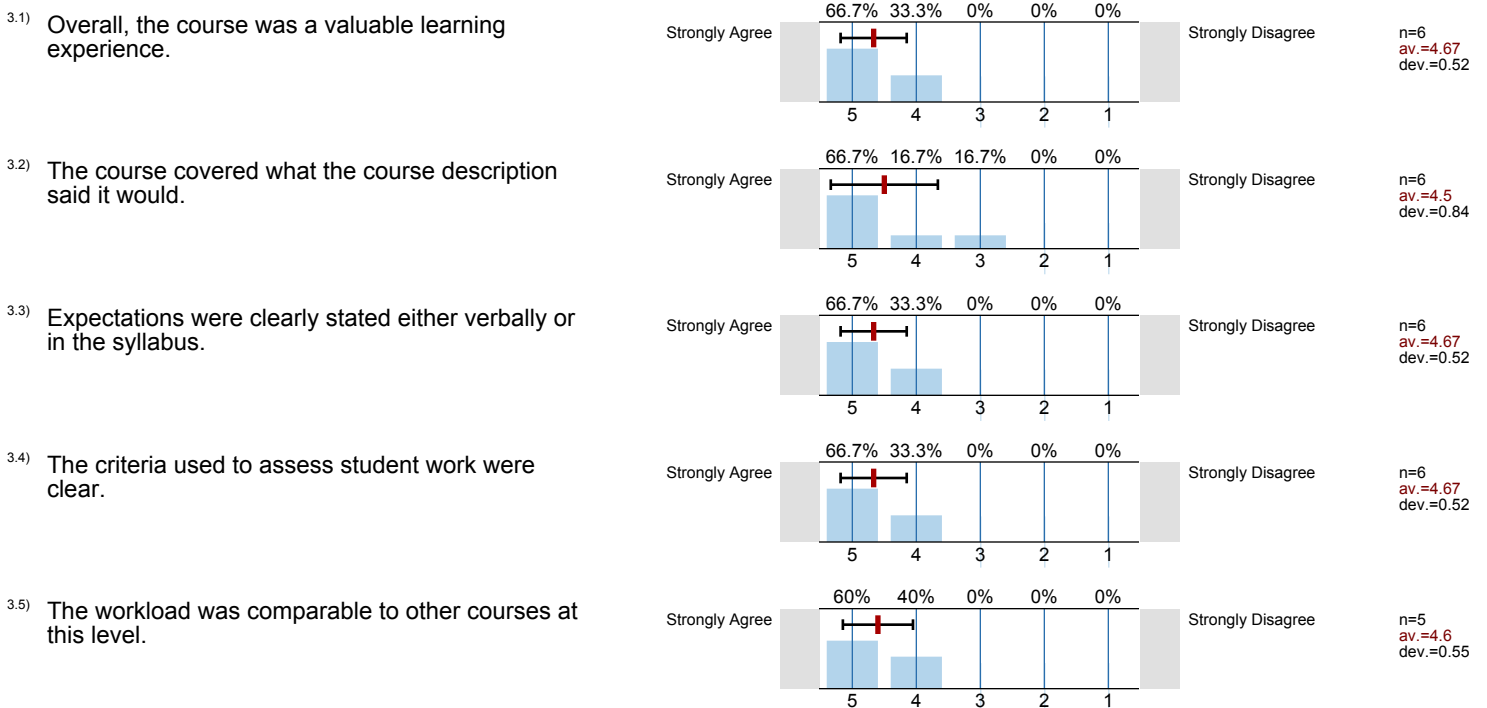 3.1) Overall, the course was a valuable learning
experience.
66.7% 33.3% 0% 0% 0%
Strongly Agree Strongly Disagree
n=6
av.=4.67
dev.=0.52
5 4 3 2 1
3.2) The course covered what the course description
said it would.
66.7% 16.7% 16.7% 0% 0%
Strongly Agree Strongly Disagree
n=6
av.=4.5
dev.=0.84
5 4 3 2 1
3.3) Expectations were clearly stated either verbally or
in the syllabus.
66.7% 33.3% 0% 0% 0%
Strongly Agree Strongly Disagree
n=6
av.=4.67
dev.=0.52
5 4 3 2 1
3.4) The criteria used to assess student work were
clear.
66.7% 33.3% 0% 0% 0%
Strongly Agree Strongly Disagree
n=6
av.=4.67
dev.=0.52
5 4 3 2 1
3.5) The workload was comparable to other courses at
this level.
60% 40% 0% 0% 0%
Strongly Agree Strongly Disagree
n=5
av.=4.6
dev.=0.55
5 4 3 2 1